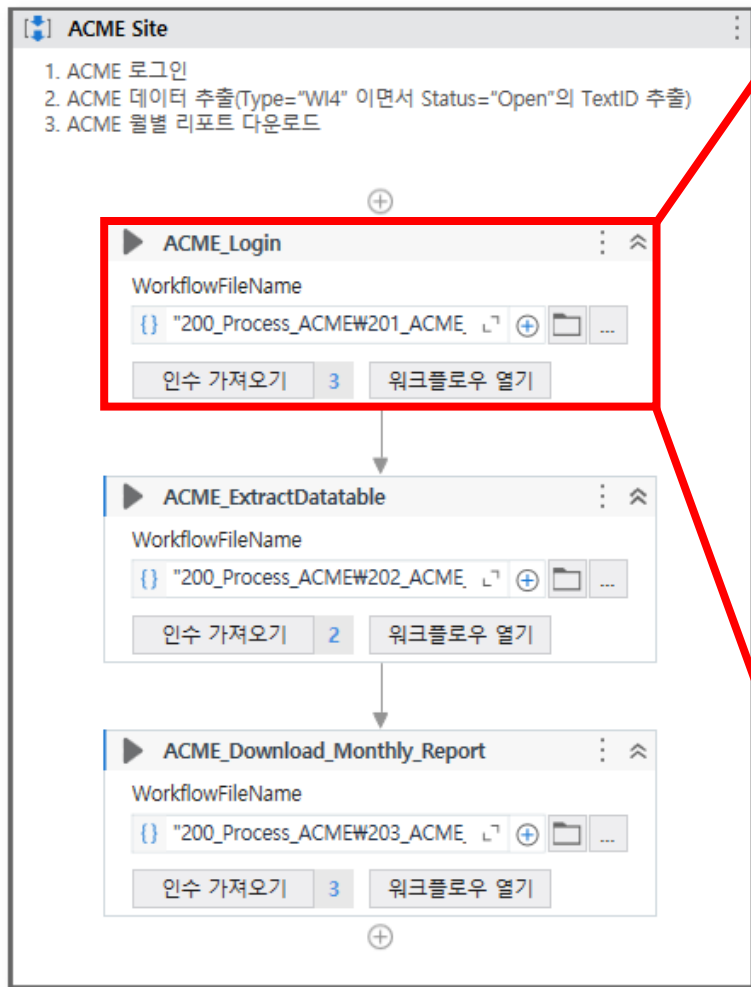 ACME Site
1. ACME 로그인
2. ACME 데이터 추출(Type="WI4" 이면서 Status="Open"의 TextID 추출)
3. ACME 월별 리포트 다운로드
ACME_Login
WorkflowFileName
{} "200_Process_ACME₩201_ACME_ ...
인수 가져오기 3 워크플로우 열기
ACME_ExtractDatatable
WorkflowFileName
{} "200_Process_ACME₩202_ACME_ ...
인수 가져오기 2 워크플로우 열기
ACME_Download_Monthly_Report
WorkflowFileName
{} "200_Process_ACME₩203_ACME_ ...
인수 가져오기 3 워크플로우 열기